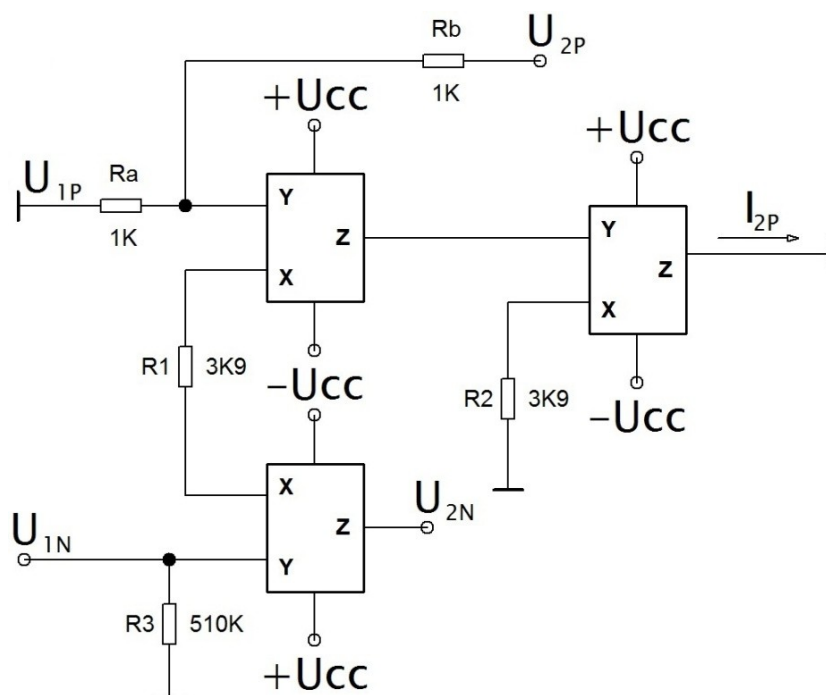 Rb
U2P
1K
+Ucc
+Ucc
U1P
Ra
1K
Y
Z
X
Y
Z
X
I2P
R1
3K9
R2
3K9
−Ucc
−Ucc
X
Z
Y
U2N
U1N
R3
510K
+Ucc